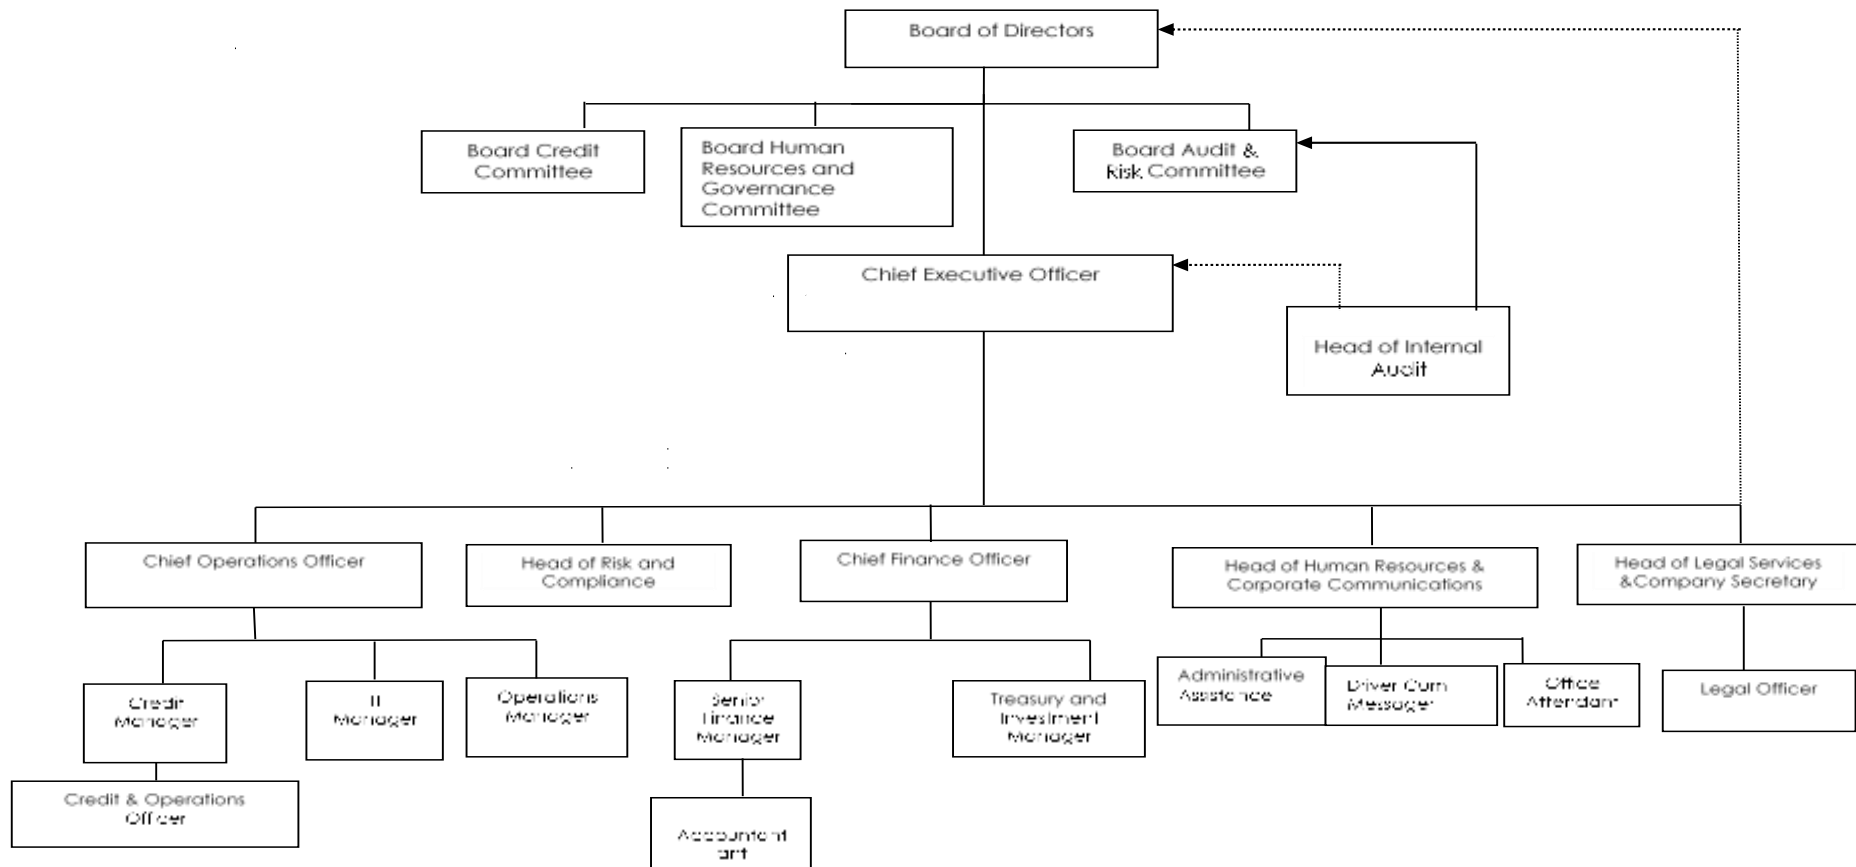 Board of Directors
Board Credit
Committee
Board Human
Resources and
Governance
Committee
Board Audit &
Risk Committee
Chief Executive Officer
Head of Internal
Audit
Chief Operations Officer
Head of Risk and
Compliance
Chief Finance Officer
Head of Human Resources &
Corporate Communications
Head of Legal Services
&Company Secretary
Credit
Manager
IT
Manager
Operations
Manager
Senior
Finance
Manager
Treasury and
Investment
Manager
Administrative
Assistance
Driver Cum
Messager
Office
Attendant
Legal Officer
Credit & Operations
Officer
Accountant
ant